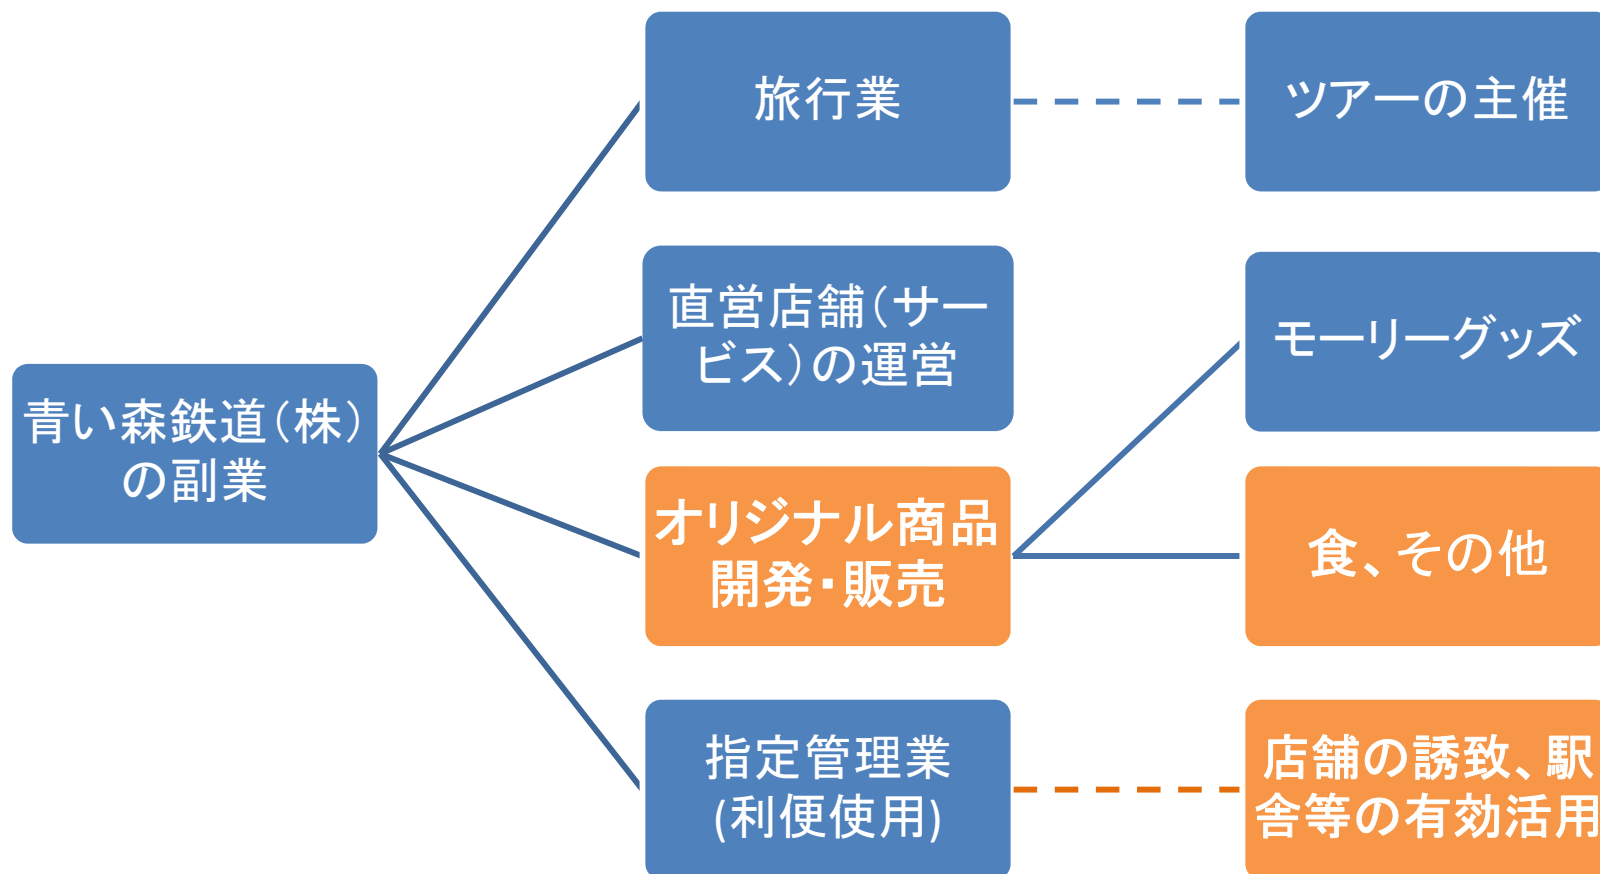 旅行業
ツアーの主催
直営店舗（サー
ビス）の運営
モーリーグッズ
青い森鉄道（株）
の副業
オリジナル商品
開発・販売
食、その他
指定管理業
(利便使用)
店舗の誘致、駅
舎等の有効活用